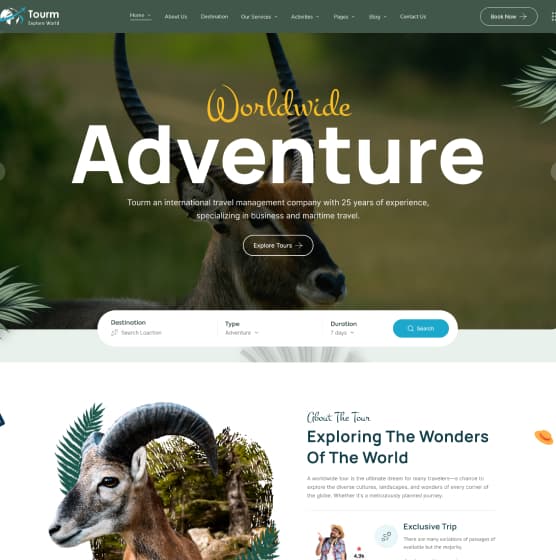 Tourm
Explore World
Home
About Us
Destination
Our Services
Activities
Pages
Blog
Contact Us
Book Now
Worldwide
Adventure
Tourm an international travel management company with 25 years of experience,
specializing in business and maritime travel.
Explore Tours
Destination
Search Loaction
Type
Adventure
Duration
7 days
Search
About The Tour
Exploring The Wonders
Of The World
A worldwide tour is the ultimate dream for many travelers—a chance to
explore the diverse cultures, landscapes, and wonders of every corner of
the globe. Whether it's a meticulously planned journey.
4.9k
Exclusive Trip
There are many variations of passages of
available but the majority.